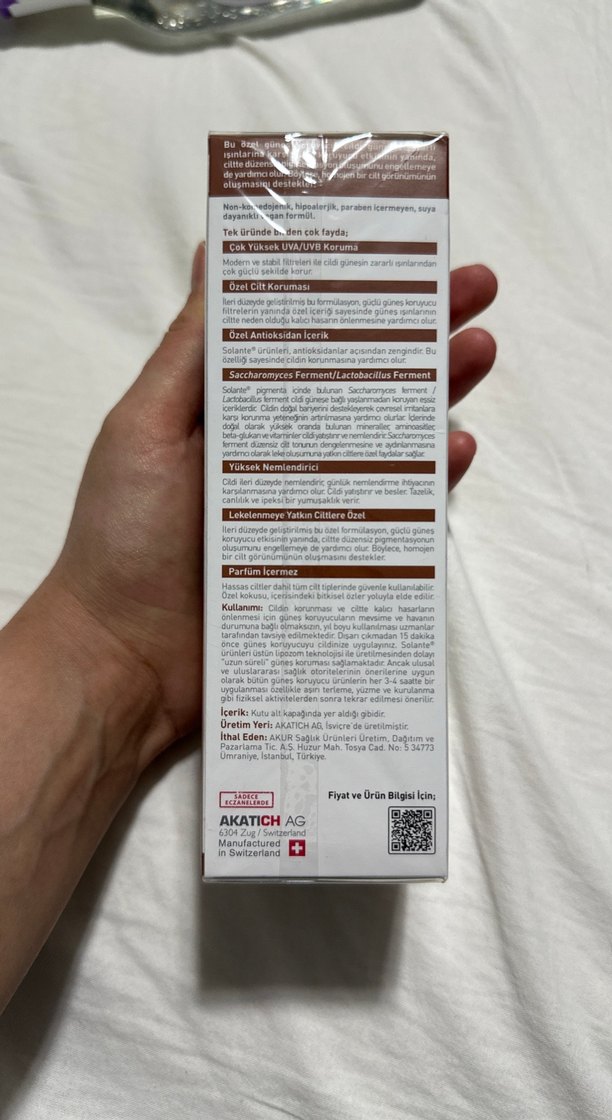 Bu özel güneş
ışınlarına karşı koruyucu etkisinin yanında,
ciltte düzensiz pigmentasyon oluşumunu engellemeye
de yardımcı olur. Böylece, homojen bir cilt görünümünün
oluşmasını destekler.
Non-komedojenik, hipoalerjik, paraben içermeyen, suya
dayanıklı vegan formül.
Tek üründe birden çok fayda;
Çok Yüksek UVA/UVB Koruma
Modern ve stabil filtreleri ile cildi güneşin zararlı ışınlarından
çok güçlü şekilde korur.
Özel Cilt Koruması
İleri düzeyde geliştirilmiş bu formülasyon, güçlü güneş koruyucu
filtrelerin yanında özel içeriği sayesinde güneş ışınlarının
ciltte neden olduğu kalıcı hasarın önlenmesine yardımcı olur.
Özel Antioksidan İçerik
Solante® ürünleri, antioksidanlar açısından zengindir. Bu
özelliği sayesinde cildin korunmasına yardımcı olur.
Saccharomyces Ferment/Lactobacillus Ferment
Solante® pigmenta içinde bulunan Saccharomyces ferment /
Lactobacillus ferment cildi güneşe bağlı yaşlanmadan koruyan eşsiz
içeriklerdir. Cildin doğal bariyerini destekleyerek çevresel irritanlara
karşı korunma yeteneğinin artırılmasına yardımcı olurlar. İçlerinde
doğal olarak yüksek oranda bulunan mineraller, aminoasitler,
beta-glukan ve vitaminler cildi yatıştırır ve nemlendirir. Saccharomyces
ferment düzensiz cilt tonunun dengelenmesine ve aydınlanmasına
yardımcı olarak leke oluşumuna yatkın ciltlere özel faydalar sağlar.
Yüksek Nemlendirici
Cildi ileri düzeyde nemlendirir, günlük nemlendirme ihtiyacının
karşılanmasına yardımcı olur. Cildi yatıştırır ve besler. Tazelik,
canlılık ve ipeksi bir yumuşaklık verir.
Lekelenmeye Yatkın Ciltlere Özel
İleri düzeyde geliştirilmiş bu özel formülasyon, güçlü güneş
koruyucu etkisinin yanında, ciltte düzensiz pigmentasyonun
oluşumunu engellemeye de yardımcı olur. Böylece, homojen
bir cilt görünümünün oluşmasını destekler.
Parfüm İçermez
Hassas ciltler dahil tüm cilt tiplerinde güvenle kullanılabilir.
Özel kokusu, içerisindeki bitkisel özler yoluyla elde edilir.
Kullanımı: Cildin korunması ve ciltte kalıcı hasarların
önlenmesi için güneş koruyucuların mevsime ve havanın
durumuna bağlı olmaksızın, yıl boyu kullanılması uzmanlar
tarafından tavsiye edilmektedir. Dışarı çıkmadan 15 dakika
önce güneş koruyucuyu cildinize uygulayınız. Solante®
ürünleri üstün lipozom teknolojisi ile üretilmesinden dolayı
"uzun süreli" güneş koruması sağlamaktadır. Ancak ulusal
ve uluslararası sağlık otoritelerinin önerilerine uygun
olarak bütün güneş koruyucu ürünlerin her 3-4 saatte bir
uygulanması özellikle aşırı terleme, yüzme ve kurulanma
gibi fiziksel aktivitelerden sonra tekrar edilmesi önerilir.
İçerik: Kutu alt kapağında yer aldığı gibidir.
Üretim Yeri: AKATICH AG, İsviçre'de üretilmiştir.
İthal Eden: AKUR Sağlık Ürünleri Üretim, Dağıtım ve
Pazarlama Tic. A.Ş. Huzur Mah. Tosya Cad. No: 5 34773
Ümraniye, İstanbul, Türkiye.
SADECE
ECZANELERDE
Fiyat ve Ürün Bilgisi İçin;
AKATICH AG
6304 Zug / Switzerland
Manufactured
in Switzerland